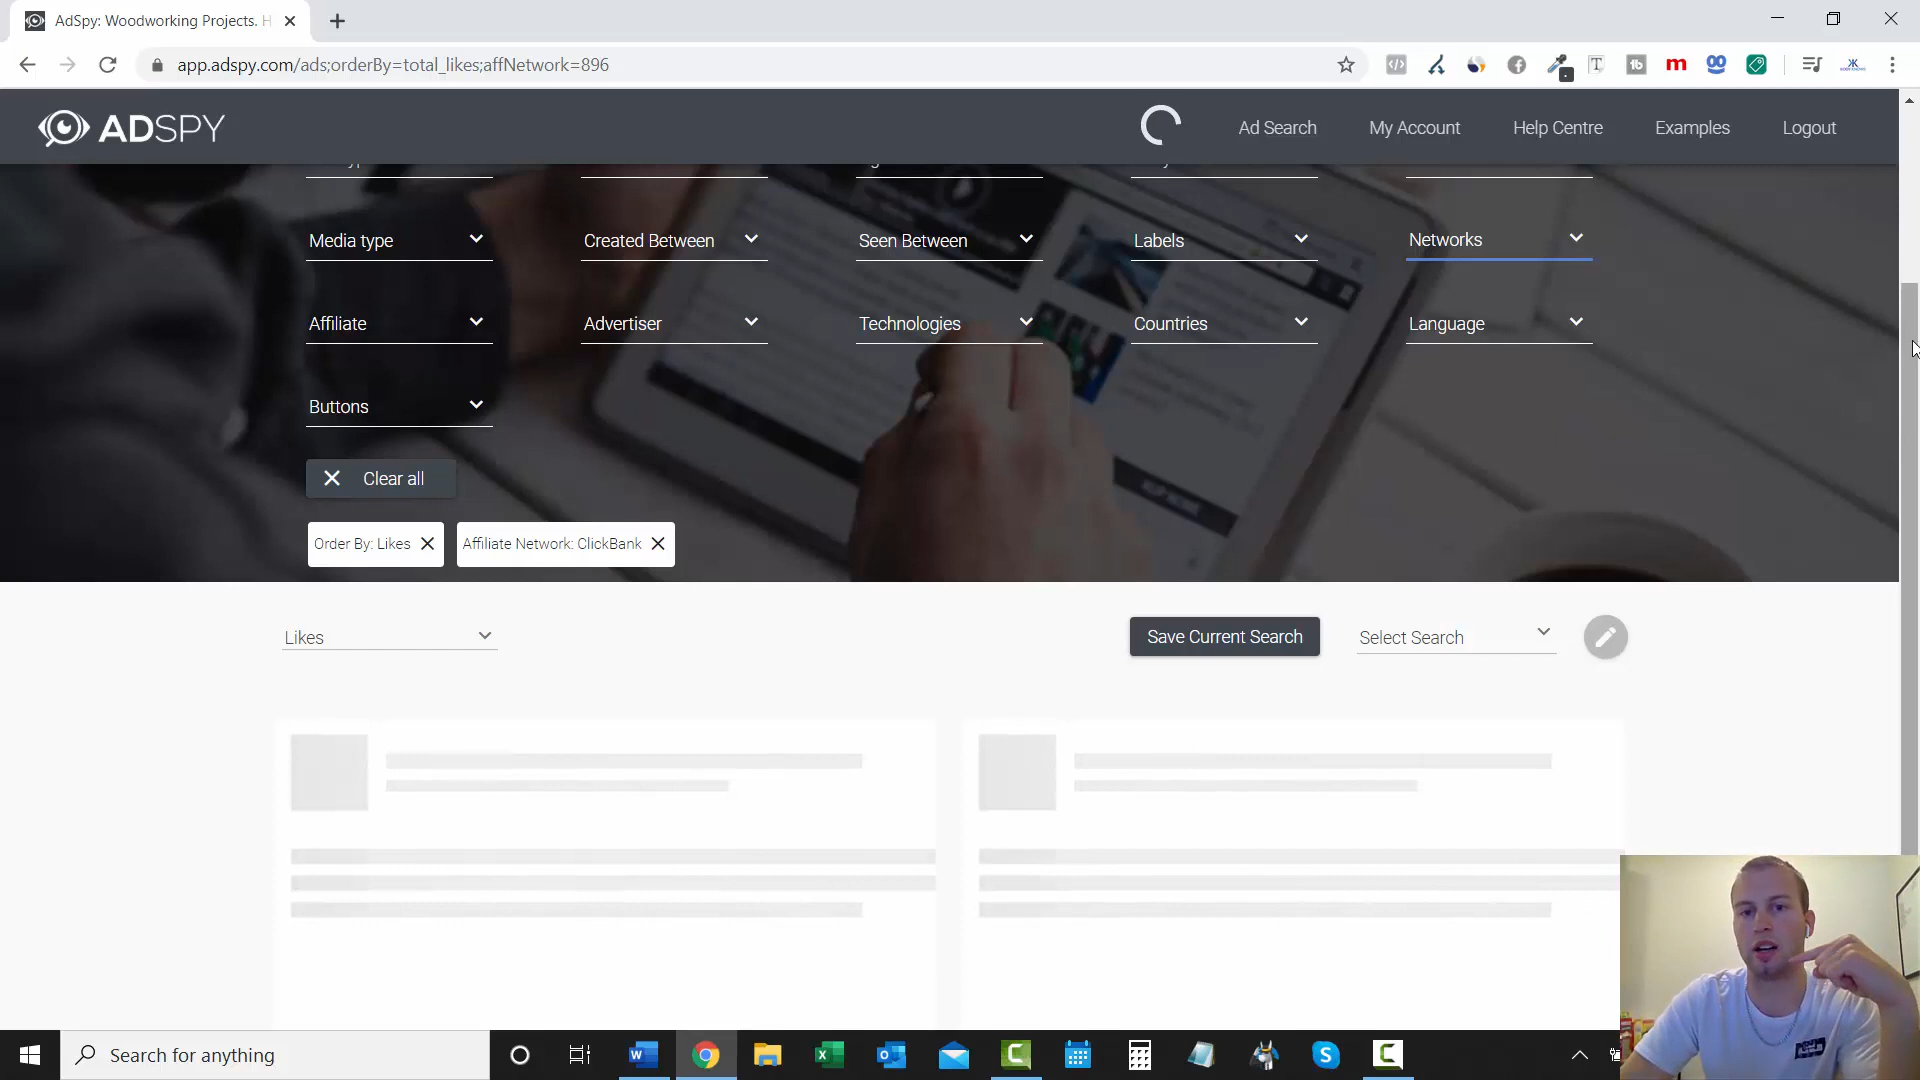 AdSpy: Woodworking Projects. H
app.adspy.com/ads;orderBy=total_likes;affNetwork=896
ADSPY
Ad Search
My Account
Help Centre
Examples
Logout
Media type
Created Between
Seen Between
Labels
Networks
Affiliate
Advertiser
Technologies
Countries
Language
Buttons
Clear all
Order By: Likes
Affiliate Network: ClickBank
Likes
Save Current Search
Select Search
Search for anything